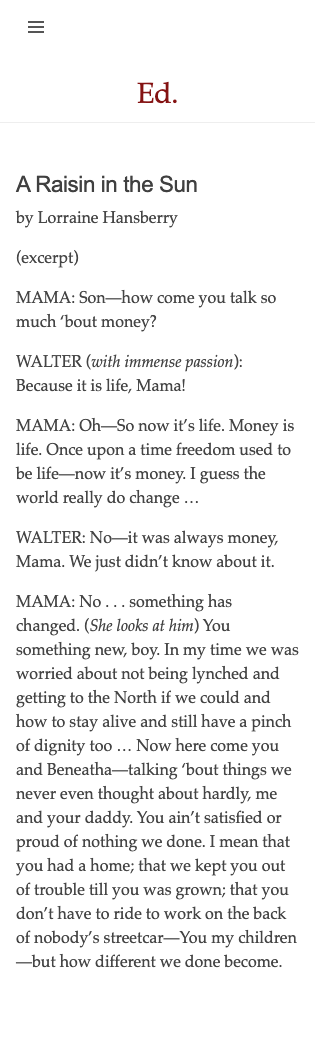 Ed.
A Raisin in the Sun
by Lorraine Hansberry
(excerpt)
MAMA: Son—how come you talk so
much ‘bout money?
WALTER (with immense passion):
Because it is life, Mama!
MAMA: Oh—So now it’s life. Money is
life. Once upon a time freedom used to
be life—now it’s money. I guess the
world really do change …
WALTER: No—it was always money,
Mama. We just didn’t know about it.
MAMA: No . . . something has
changed. (She looks at him) You
something new, boy. In my time we was
worried about not being lynched and
getting to the North if we could and
how to stay alive and still have a pinch
of dignity too … Now here come you
and Beneatha—talking ‘bout things we
never even thought about hardly, me
and your daddy. You ain’t satisfied or
proud of nothing we done. I mean that
you had a home; that we kept you out
of trouble till you was grown; that you
don’t have to ride to work on the back
of nobody’s streetcar—You my children
—but how different we done become.